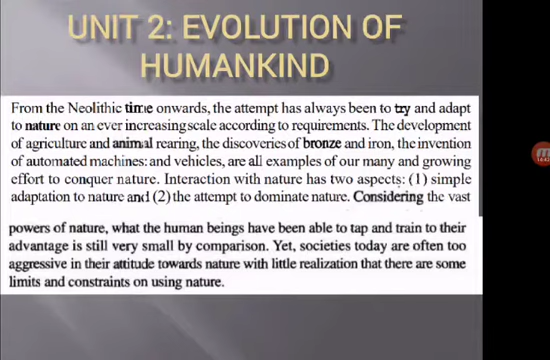 UNIT 2: EVOLUTION OF
HUMANKIND
From the Neolithic time onwards, the attempt has always been to try and adapt
to nature on an ever increasing scale according to requirements. The development
of agriculture and animal rearing, the discoveries of bronze and iron, the invention
of automated machines: and vehicles, are all examples of our many and growing
effort to conquer nature. Interaction with nature has two aspects: (1) simple
adaptation to nature and (2) the attempt to dominate nature. Considering the vast
powers of nature, what the human beings have been able to tap and train to their
advantage is still very small by comparison. Yet, societies today are often too
aggressive in their attitude towards nature with little realization that there are some
limits and constraints on using nature.